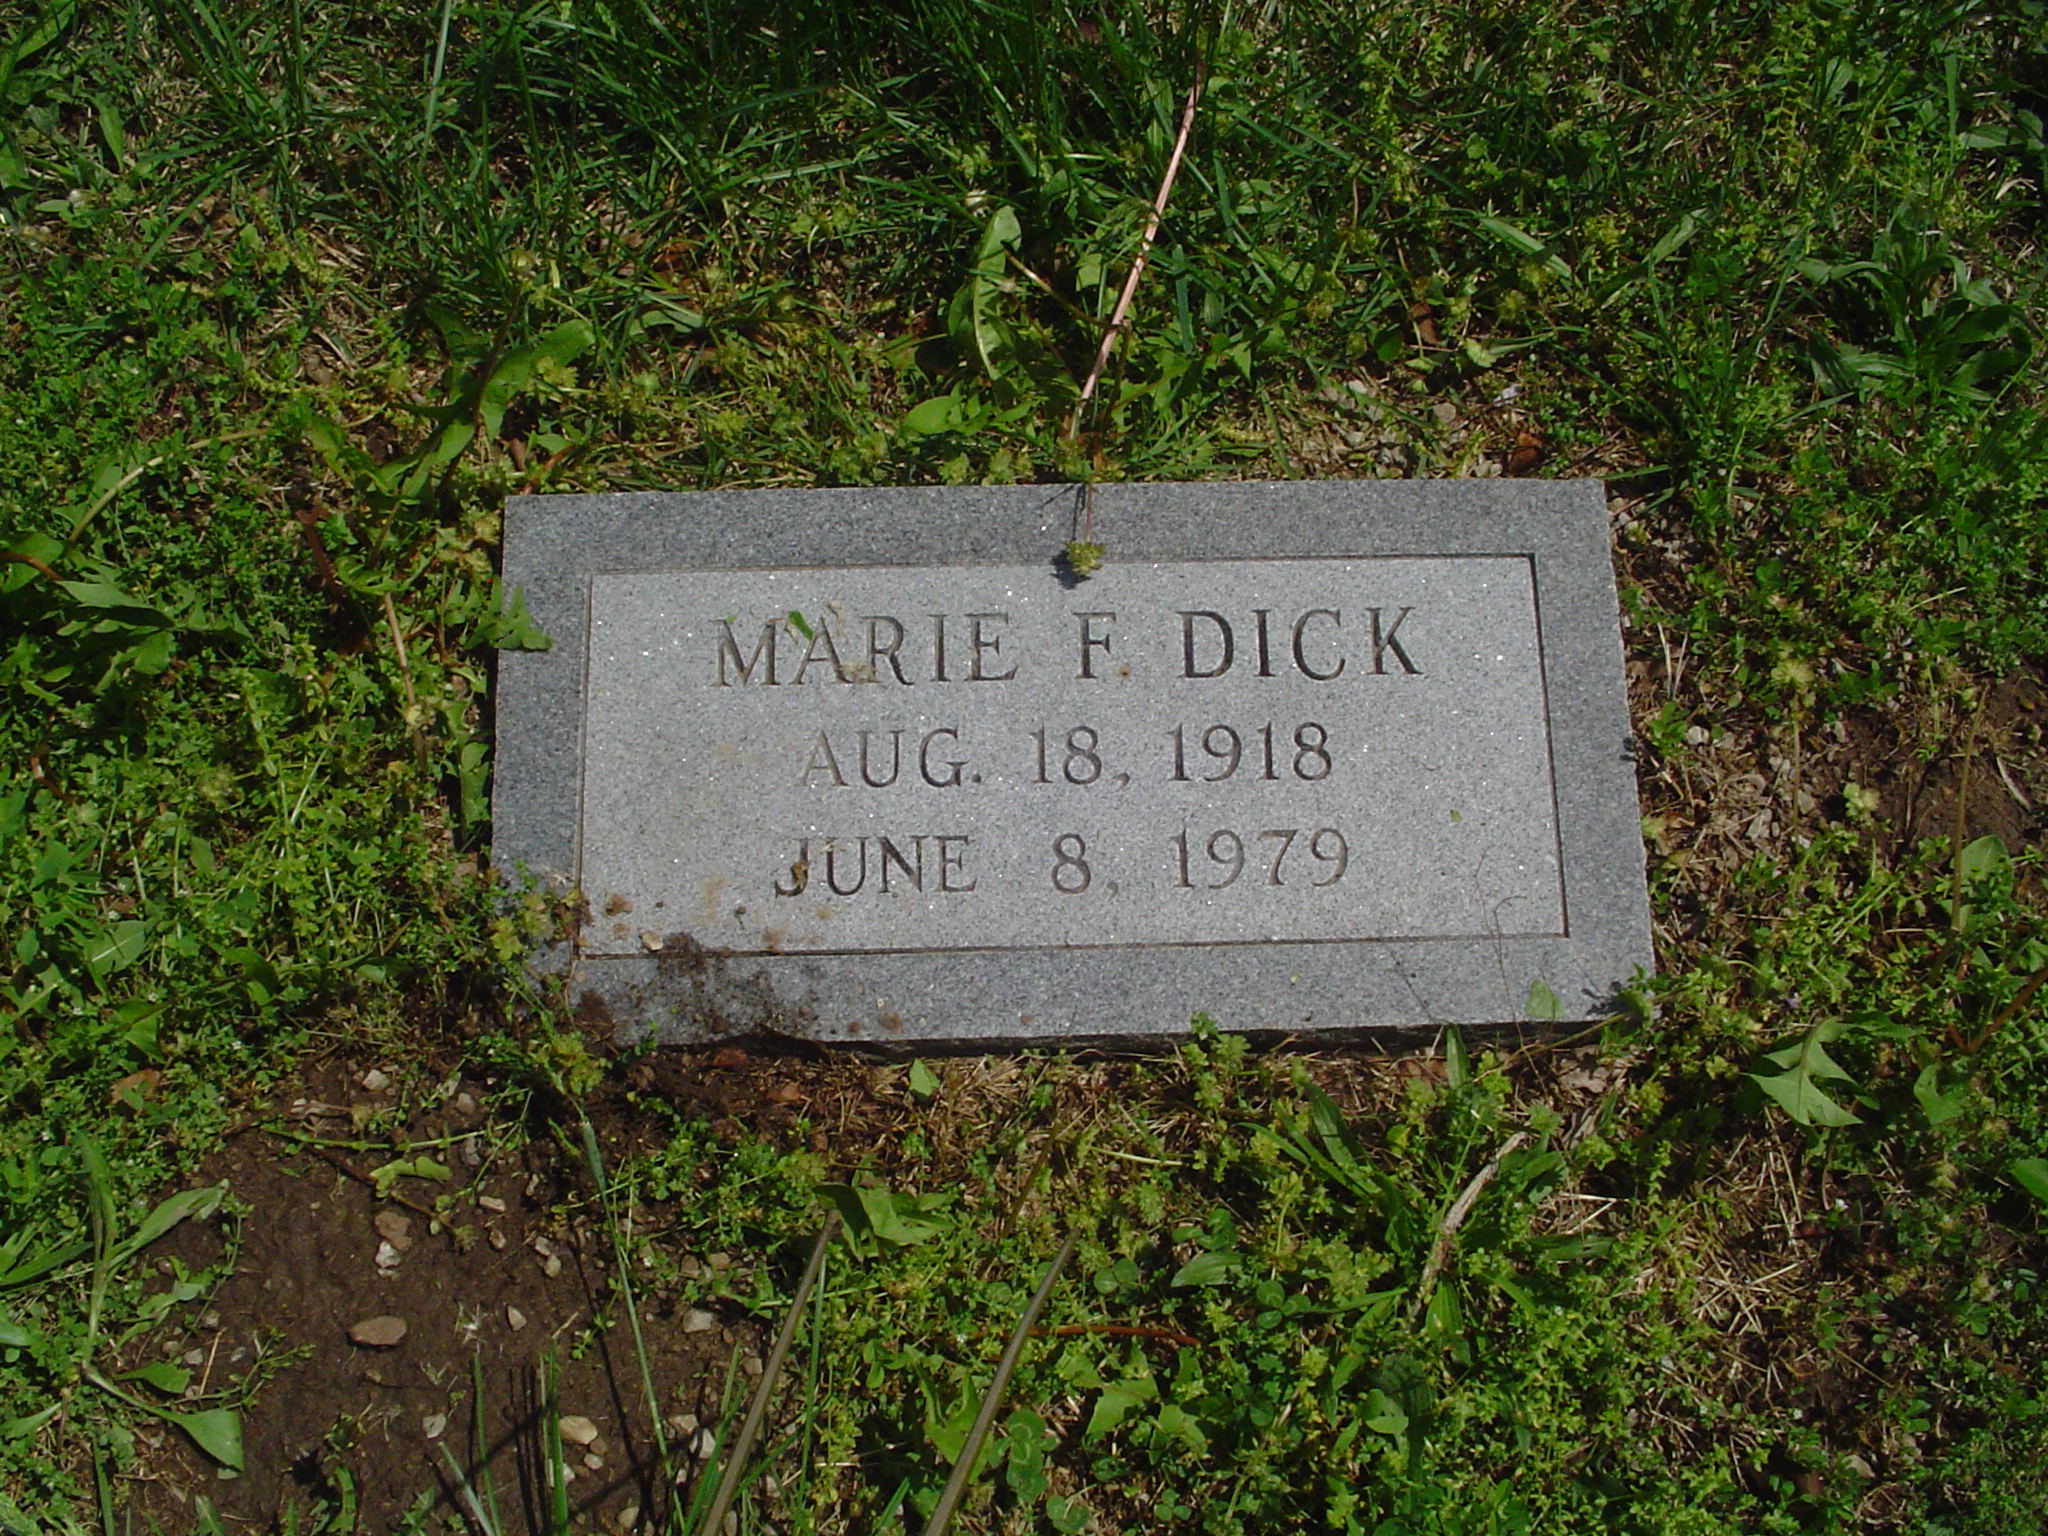 MARIE F. DICK
AUG. 18, 1918
JUNE 8, 1979